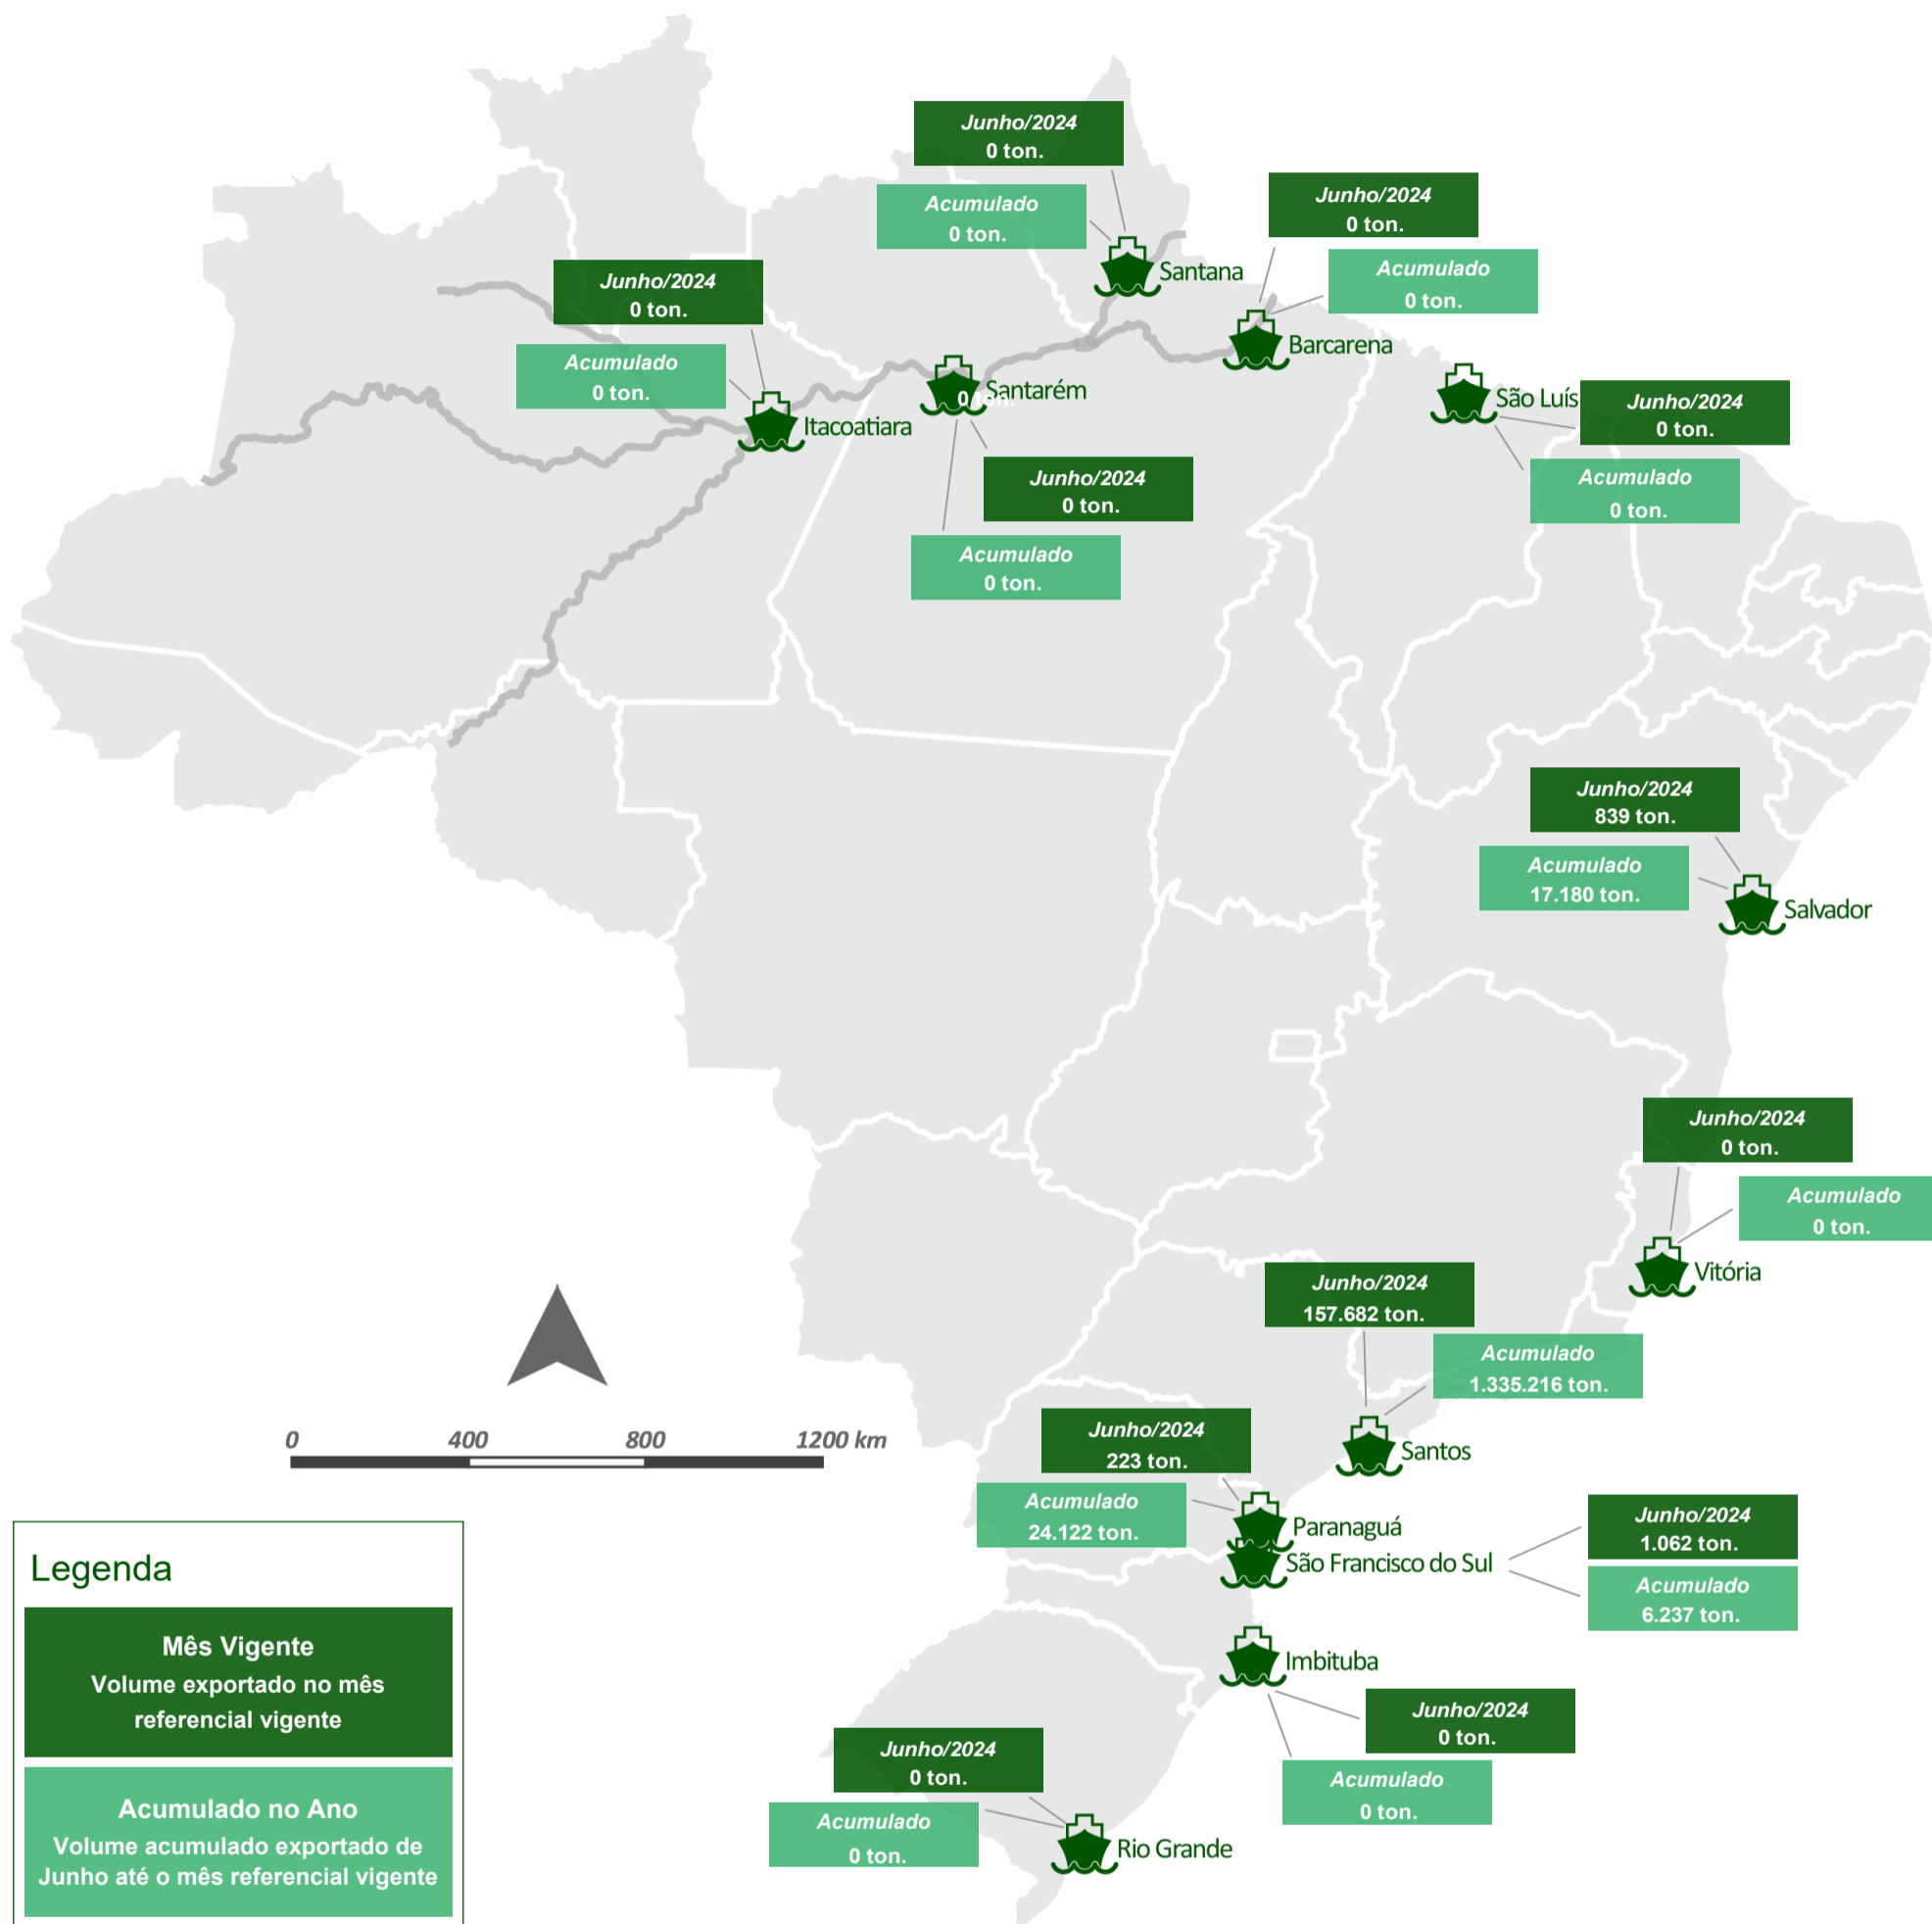 Junho/2024
0 ton.
Acumulado
0 ton.
Santana
Junho/2024
0 ton.
Acumulado
0 ton.
Barcarena
Junho/2024
0 ton.
Acumulado
0 ton.
Itacoatiara
Santarém
0 ton.
Junho/2024
0 ton.
Acumulado
0 ton.
São Luís
Junho/2024
0 ton.
Acumulado
0 ton.
Junho/2024
839 ton.
Acumulado
17.180 ton.
Salvador
Junho/2024
0 ton.
Acumulado
0 ton.
Vitória
Junho/2024
157.682 ton.
Acumulado
1.335.216 ton.
Santos
Junho/2024
223 ton.
Acumulado
24.122 ton.
Paranaguá
São Francisco do Sul
Junho/2024
1.062 ton.
Acumulado
6.237 ton.
Imbituba
Junho/2024
0 ton.
Acumulado
0 ton.
Junho/2024
0 ton.
Acumulado
0 ton.
Rio Grande
0 400 800 1200 km
Legenda
Mês Vigente
Volume exportado no mês
referencial vigente
Acumulado no Ano
Volume acumulado exportado de
Junho até o mês referencial vigente